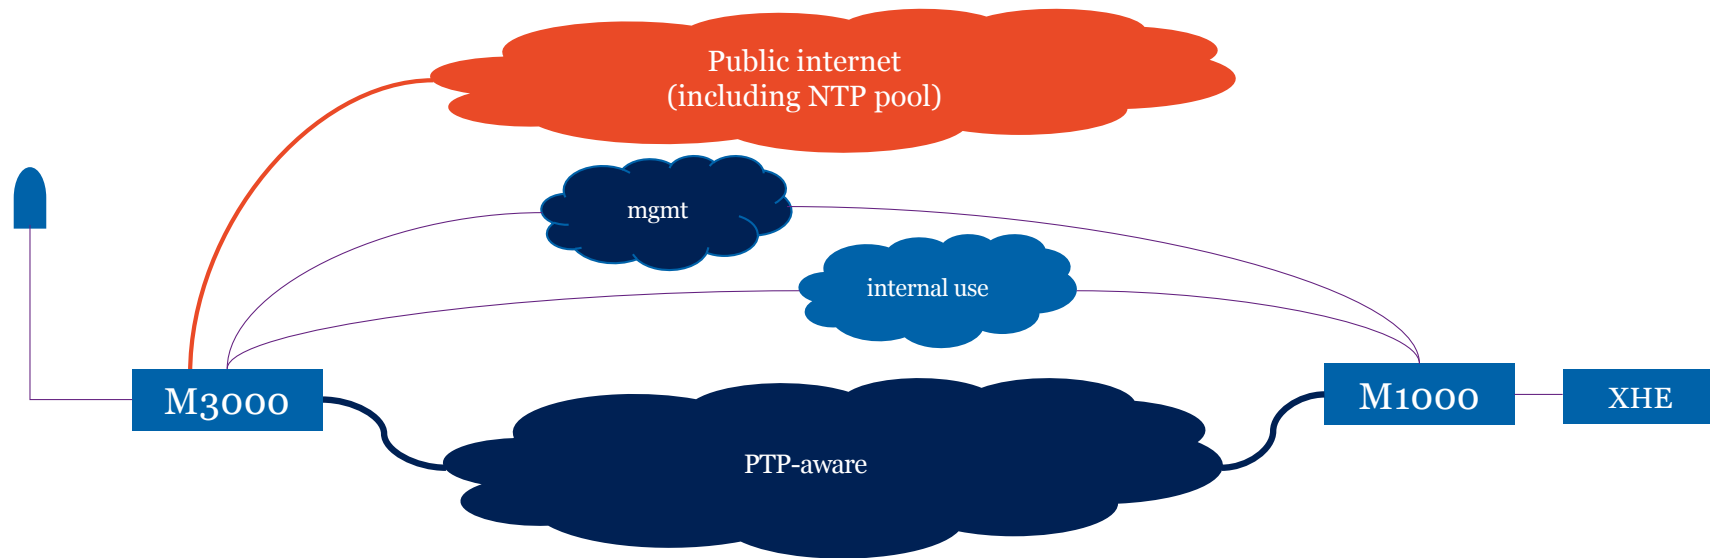 Public internet
(including NTP pool)
mgmt
internal use
M3000
M1000
XHE
PTP-aware